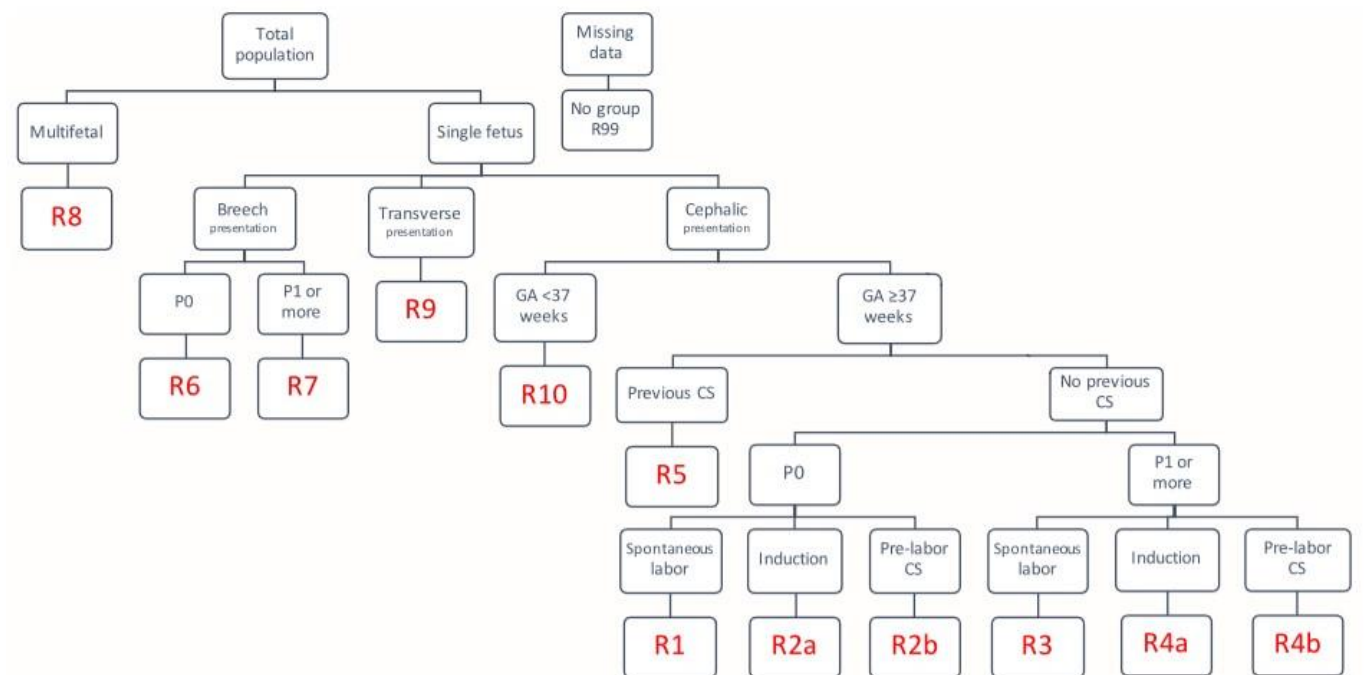 Total
population
Missing
data
Multifetal
Single fetus
No group
R99
R8
Breech
presentation
Transverse
presentation
Cephalic
presentation
P0
P1 or
more
R9
GA <37
weeks
GA ≥37
weeks
R6
R7
R10
Previous CS
No previous
CS
R5
P0
P1 or
more
Spontaneous
labor
Induction
Pre-labor
CS
Spontaneous
labor
Induction
Pre-labor
CS
R1
R2a
R2b
R3
R4a
R4b